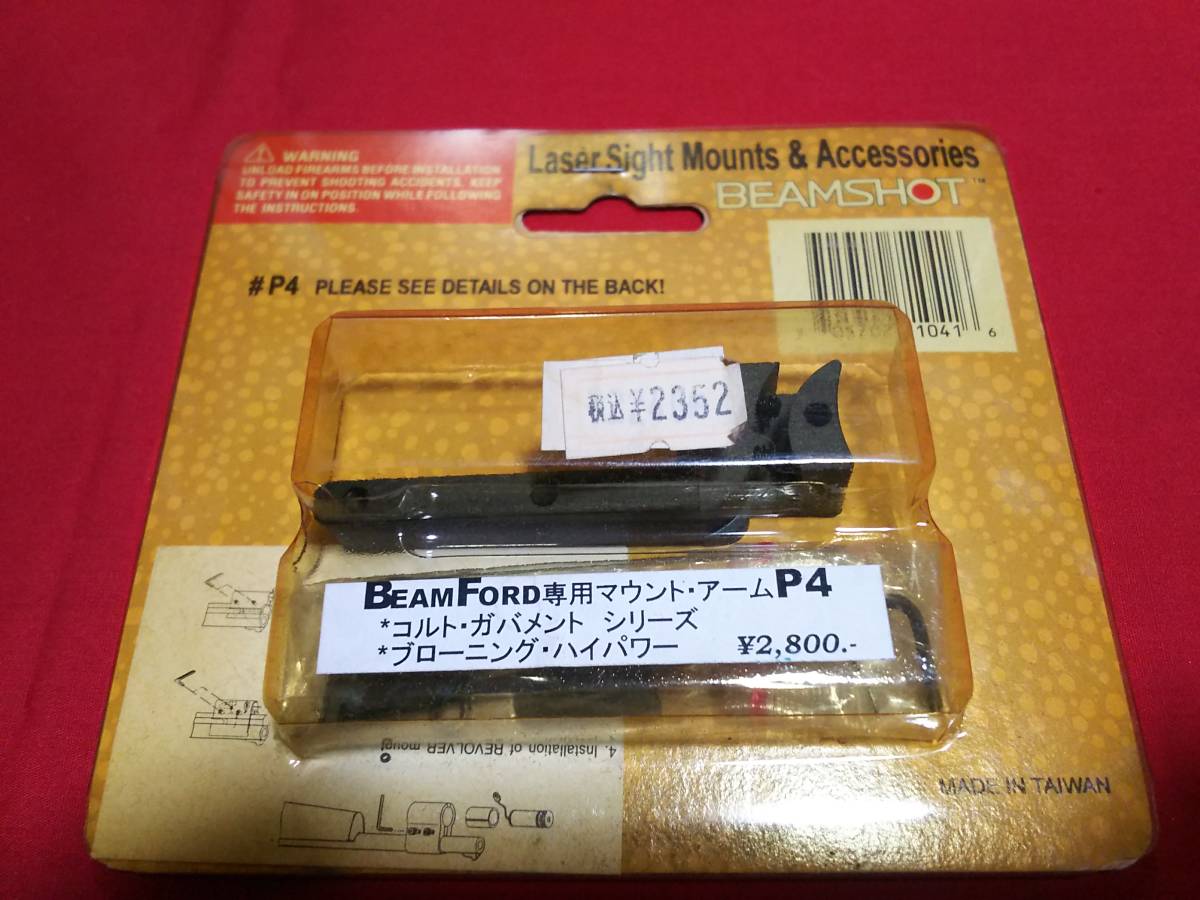 WARNING
UNLOAD FIREARMS BEFORE INSTALLATION
TO PREVENT SHOOTING ACCIDENTS. KEEP
SAFETY IN ON POSITION WHILE FOLLOWING
THE INSTRUCTIONS.
Laser Sight Mounts & Accessories
BEAMSHOT™
#P4 PLEASE SEE DETAILS ON THE BACK!
1041 6
税込¥2352
BEAMFORD専用マウント・アームP4
*コルト・ガバメント シリーズ
*ブローニング・ハイパワー ¥2,800.-
4. Installation of REVOLVER
MADE IN TAIWAN